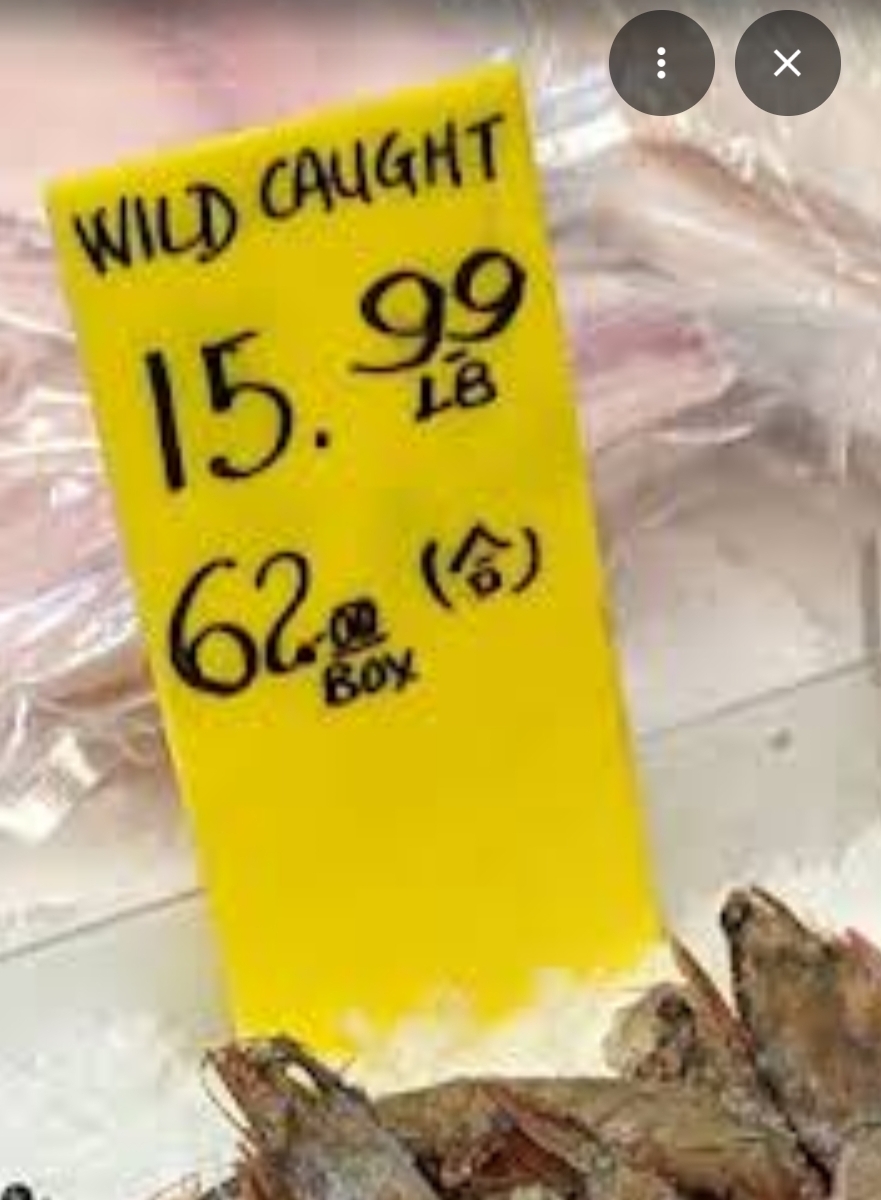 WILD CAUGHT
15.99
LB
62.00 (合)
BOX